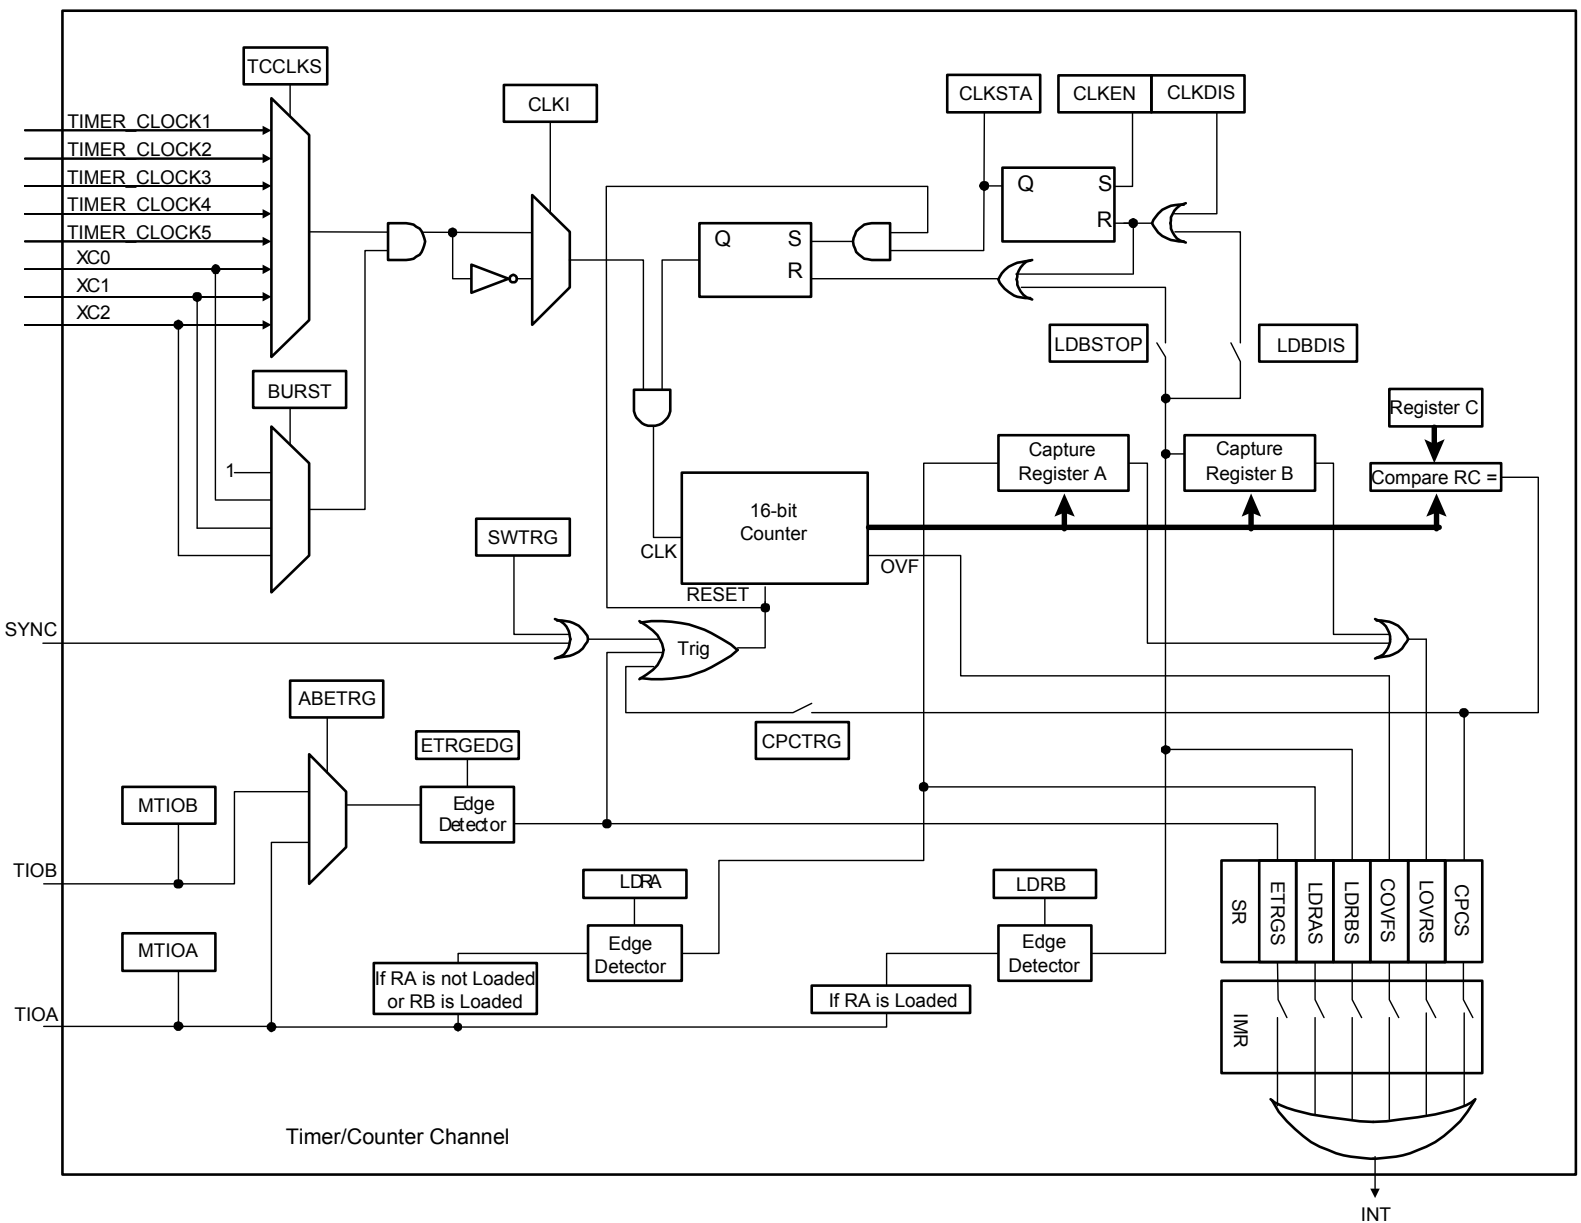 TCCLKS
CLKI
CLKSTA
CLKEN
CLKDIS
TIMER_CLOCK1
TIMER_CLOCK2
TIMER_CLOCK3
TIMER_CLOCK4
TIMER_CLOCK5
XC0
XC1
XC2
Q
S
R
Q
S
R
LDBSTOP
LDBDIS
BURST
1
Register C
Capture
Register A
Capture
Register B
Compare RC =
16-bit
Counter
SWTRG
CLK
OVF
RESET
SYNC
Trig
ABETRG
CPCTRG
ETRGEDG
MTIOB
Edge
Detector
TIOB
LDRA
LDRB
SR
ETRGS
LDRAS
LDRBS
COVFS
LOVRS
CPCS
MTIOA
Edge
Detector
Edge
Detector
If RA is not Loaded
or RB is Loaded
If RA is Loaded
TIOA
IMR
Timer/Counter Channel
INT